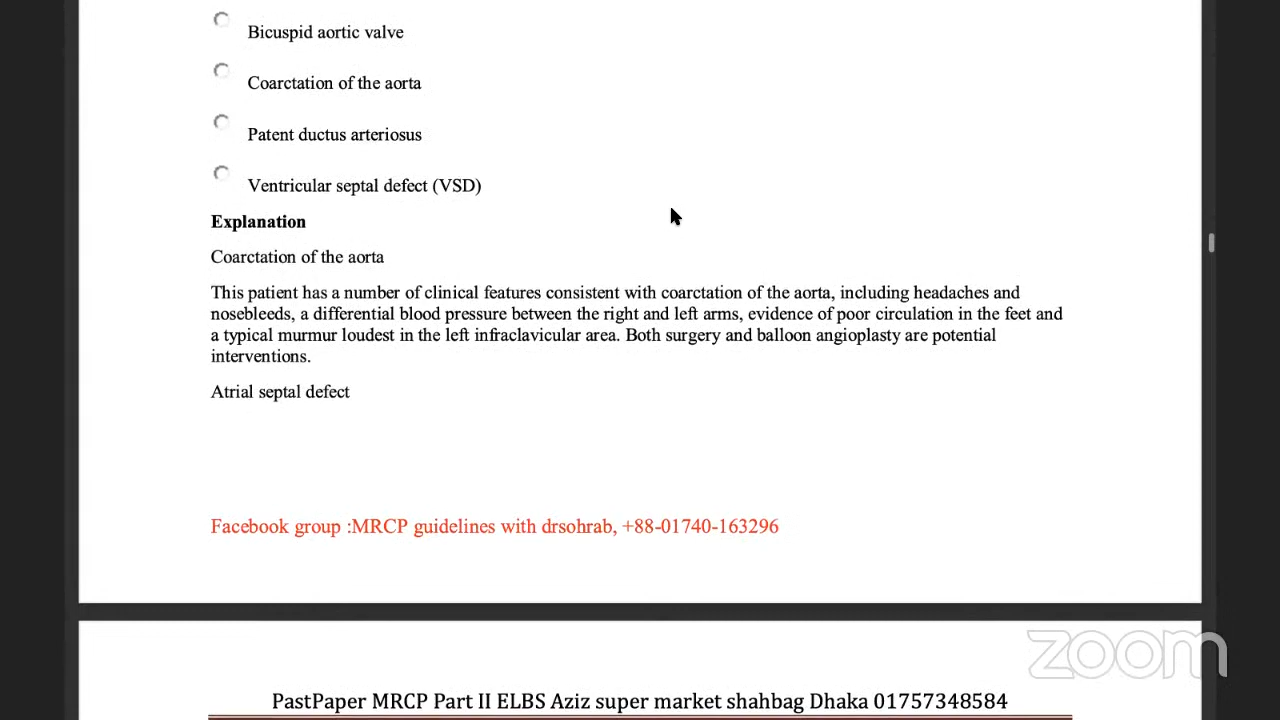 Bicuspid aortic valve
Coarctation of the aorta
Patent ductus arteriosus
Ventricular septal defect (VSD)
Explanation
Coarctation of the aorta
This patient has a number of clinical features consistent with coarctation of the aorta, including headaches and
nosebleeds, a differential blood pressure between the right and left arms, evidence of poor circulation in the feet and
a typical murmur loudest in the left infraclavicular area. Both surgery and balloon angioplasty are potential
interventions.
Atrial septal defect
Facebook group :MRCP guidelines with drsohrab, +88-01740-163296
zoom
PastPaper MRCP Part II ELBS Aziz super market shahbag Dhaka 01757348584